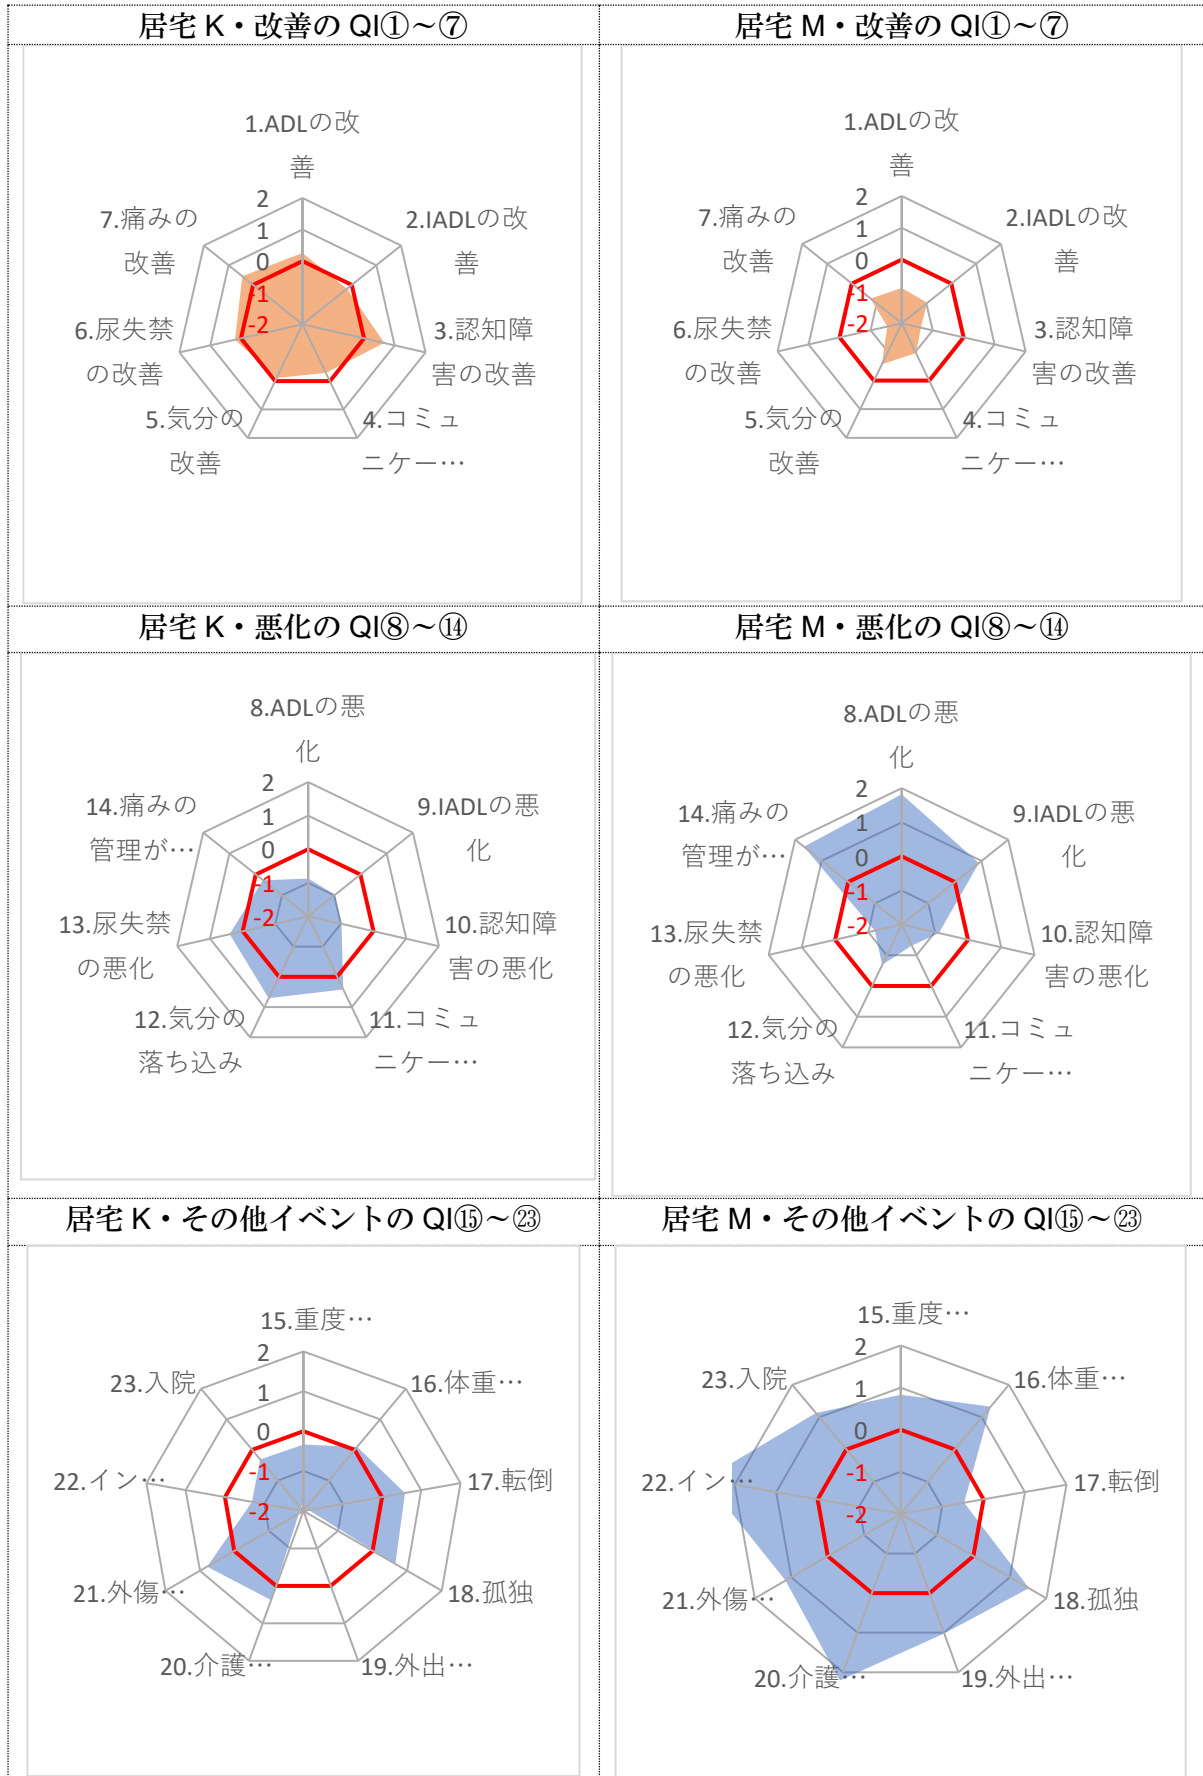 居宅 K・改善の QI①～⑦
居宅 M・改善の QI①～⑦
1.ADLの改
善
2
1
0
-1
-2
2.IADLの改
善
3.認知障
害の改善
4.コミュ
ニケー…
5.気分の
改善
6.尿失禁
の改善
7.痛みの
改善
1.ADLの改
善
2
1
0
-1
-2
2.IADLの改
善
3.認知障
害の改善
4.コミュ
ニケー…
5.気分の
改善
6.尿失禁
の改善
7.痛みの
改善
居宅 K・悪化の QI⑧～⑭
居宅 M・悪化の QI⑧～⑭
8.ADLの悪
化
2
1
0
-1
-2
9.IADLの悪
化
10.認知障
害の悪化
11.コミュ
ニケー…
12.気分の
落ち込み
13.尿失禁
の悪化
14.痛みの
管理が…
8.ADLの悪
化
2
1
0
-1
-2
9.IADLの悪
化
10.認知障
害の悪化
11.コミュ
ニケー…
12.気分の
落ち込み
13.尿失禁
の悪化
14.痛みの
管理が…
居宅 K・その他イベントの QI⑮～㉓
居宅 M・その他イベントの QI⑮～㉓
15.重度…
2
1
0
-1
-2
16.体重…
17.転倒
18.孤独
19.外出…
20.介護…
21.外傷…
22.イン…
23.入院
15.重度…
2
1
0
-1
-2
16.体重…
17.転倒
18.孤独
19.外出…
20.介護…
21.外傷…
22.イン…
23.入院